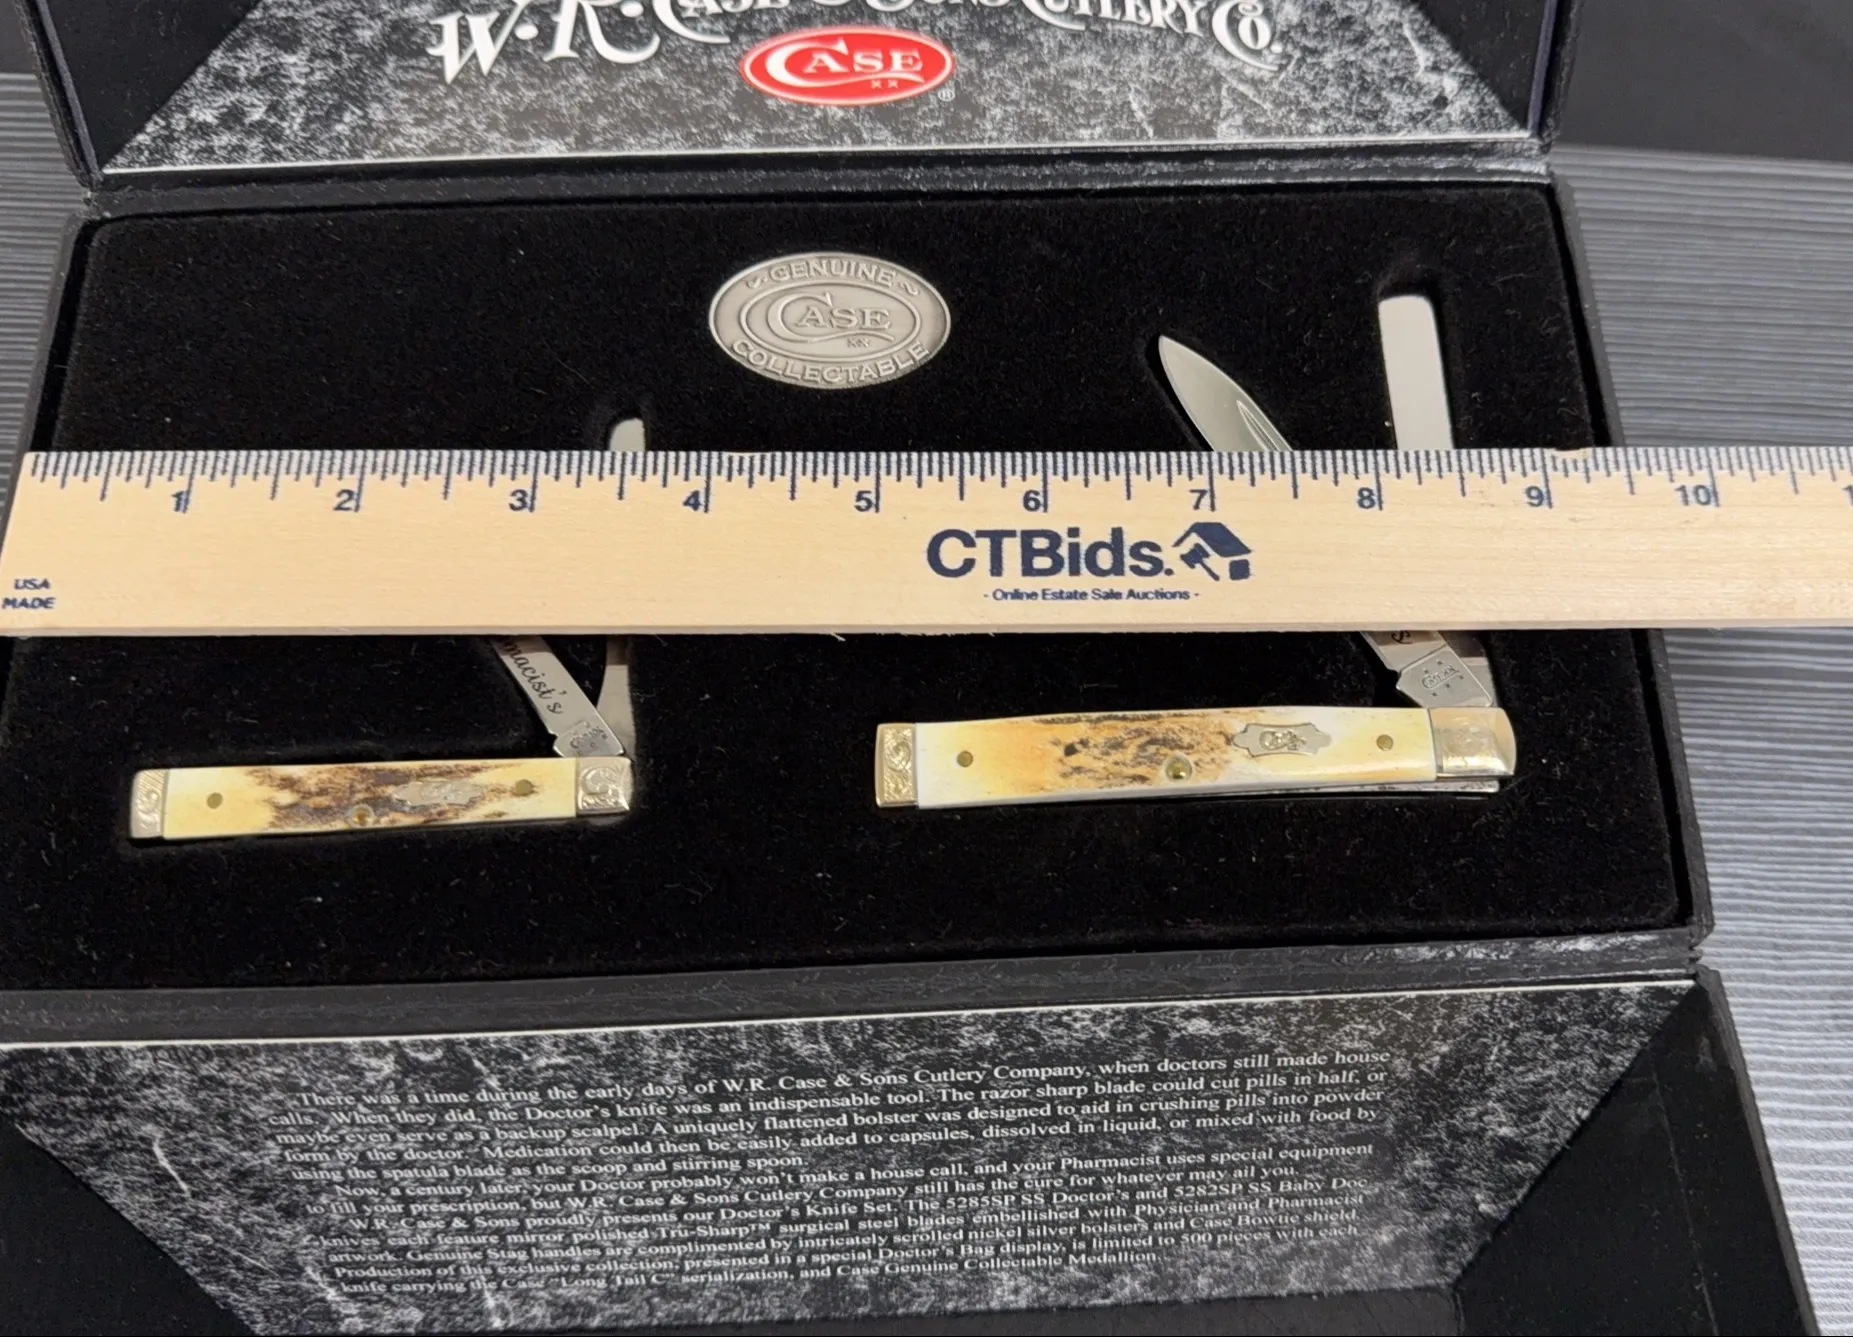 W.R. CASE & SONS CUTLERY CO.
CASE
XX
®
~ GENUINE ~
CASE
XX
COLLECTABLE
1 2 3 4 5 6 7 8 9 10
CTBids.
- Online Estate Sale Auctions -
USA
MADE
macist's
There was a time during the early days of W.R. Case & Sons Cutlery Company, when doctors still made house
calls. When they did, the Doctor's knife was an indispensable tool. The razor sharp blade could cut pills in half, or
maybe even serve as a backup scalpel. A uniquely flattened bolster was designed to aid in crushing pills into powder
form by the doctor. Medication could then be easily added to capsules, dissolved in liquid, or mixed with food by
using the spatula blade as the scoop and stirring spoon.
Now, a century later, your Doctor probably won't make a house call, and your Pharmacist uses special equipment
to fill your prescription, but W.R. Case & Sons Cutlery Company still has the cure for whatever may ail you.
W.R. Case & Sons proudly presents our Doctor's Knife Set. The 5285SP SS Doctor's and 5282SP SS Baby Doc
knives each feature mirror polished Tru-Sharp™ surgical steel blades embellished with Physician and Pharmacist
artwork. Genuine Stag handles are complimented by intricately scrolled nickel silver bolsters and Case Bowtie shield.
Production of this exclusive collection, presented in a special Doctor's Bag display, is limited to 500 pieces with each
knife carrying the Case "Long Tail C" serialization, and Case Genuine Collectable Medallion.